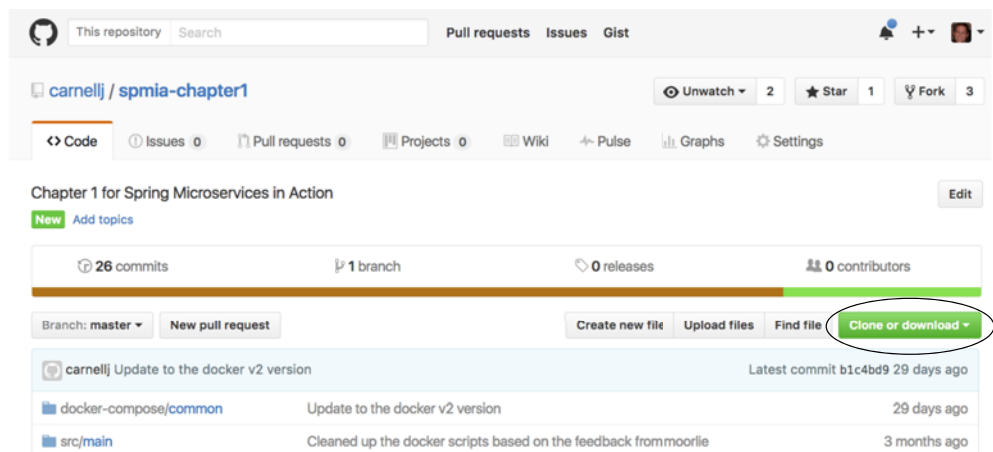 This repository Search Pull requests Issues Gist
carnellj / spmia-chapter1 Unwatch 2 Star 1 Fork 3
<> Code Issues 0 Pull requests 0 Projects 0 Wiki Pulse Graphs Settings
Chapter 1 for Spring Microservices in Action Edit
New Add topics
26 commits 1 branch 0 releases 0 contributors
Branch: master New pull request Create new file Upload files Find file Clone or download
carnellj Update to the docker v2 version Latest commit b1c4bd9 29 days ago
docker-compose/common Update to the docker v2 version 29 days ago
src/main Cleaned up the docker scripts based on the feedback frommoorlie 3 months ago